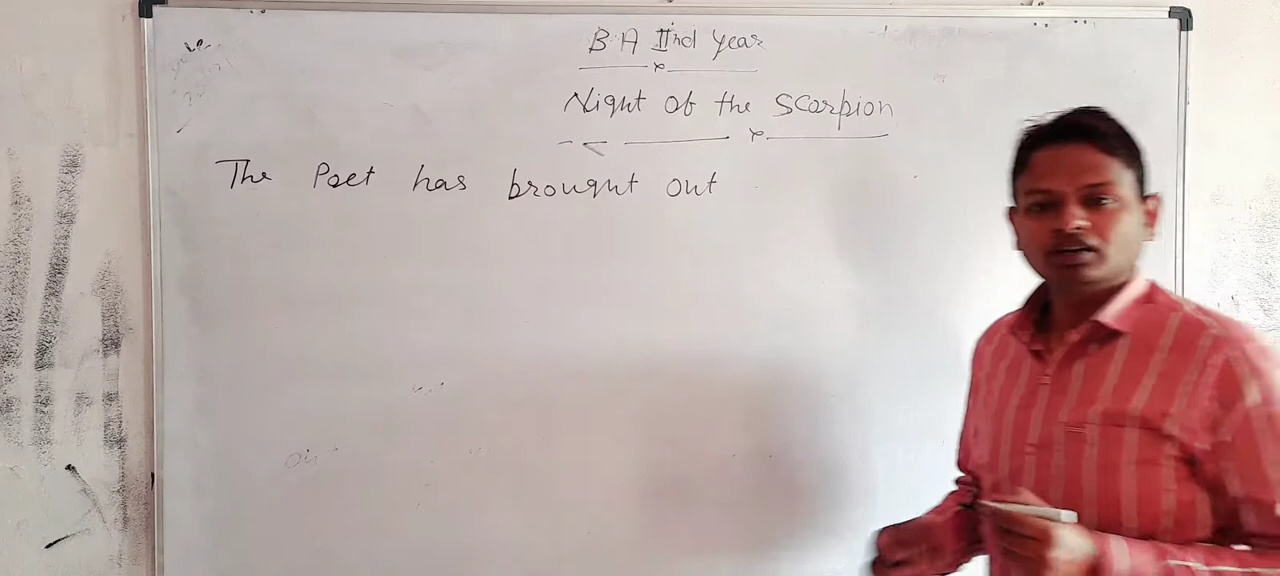 B.A IInd Year
Night of the Scorpion
The Poet has brought out